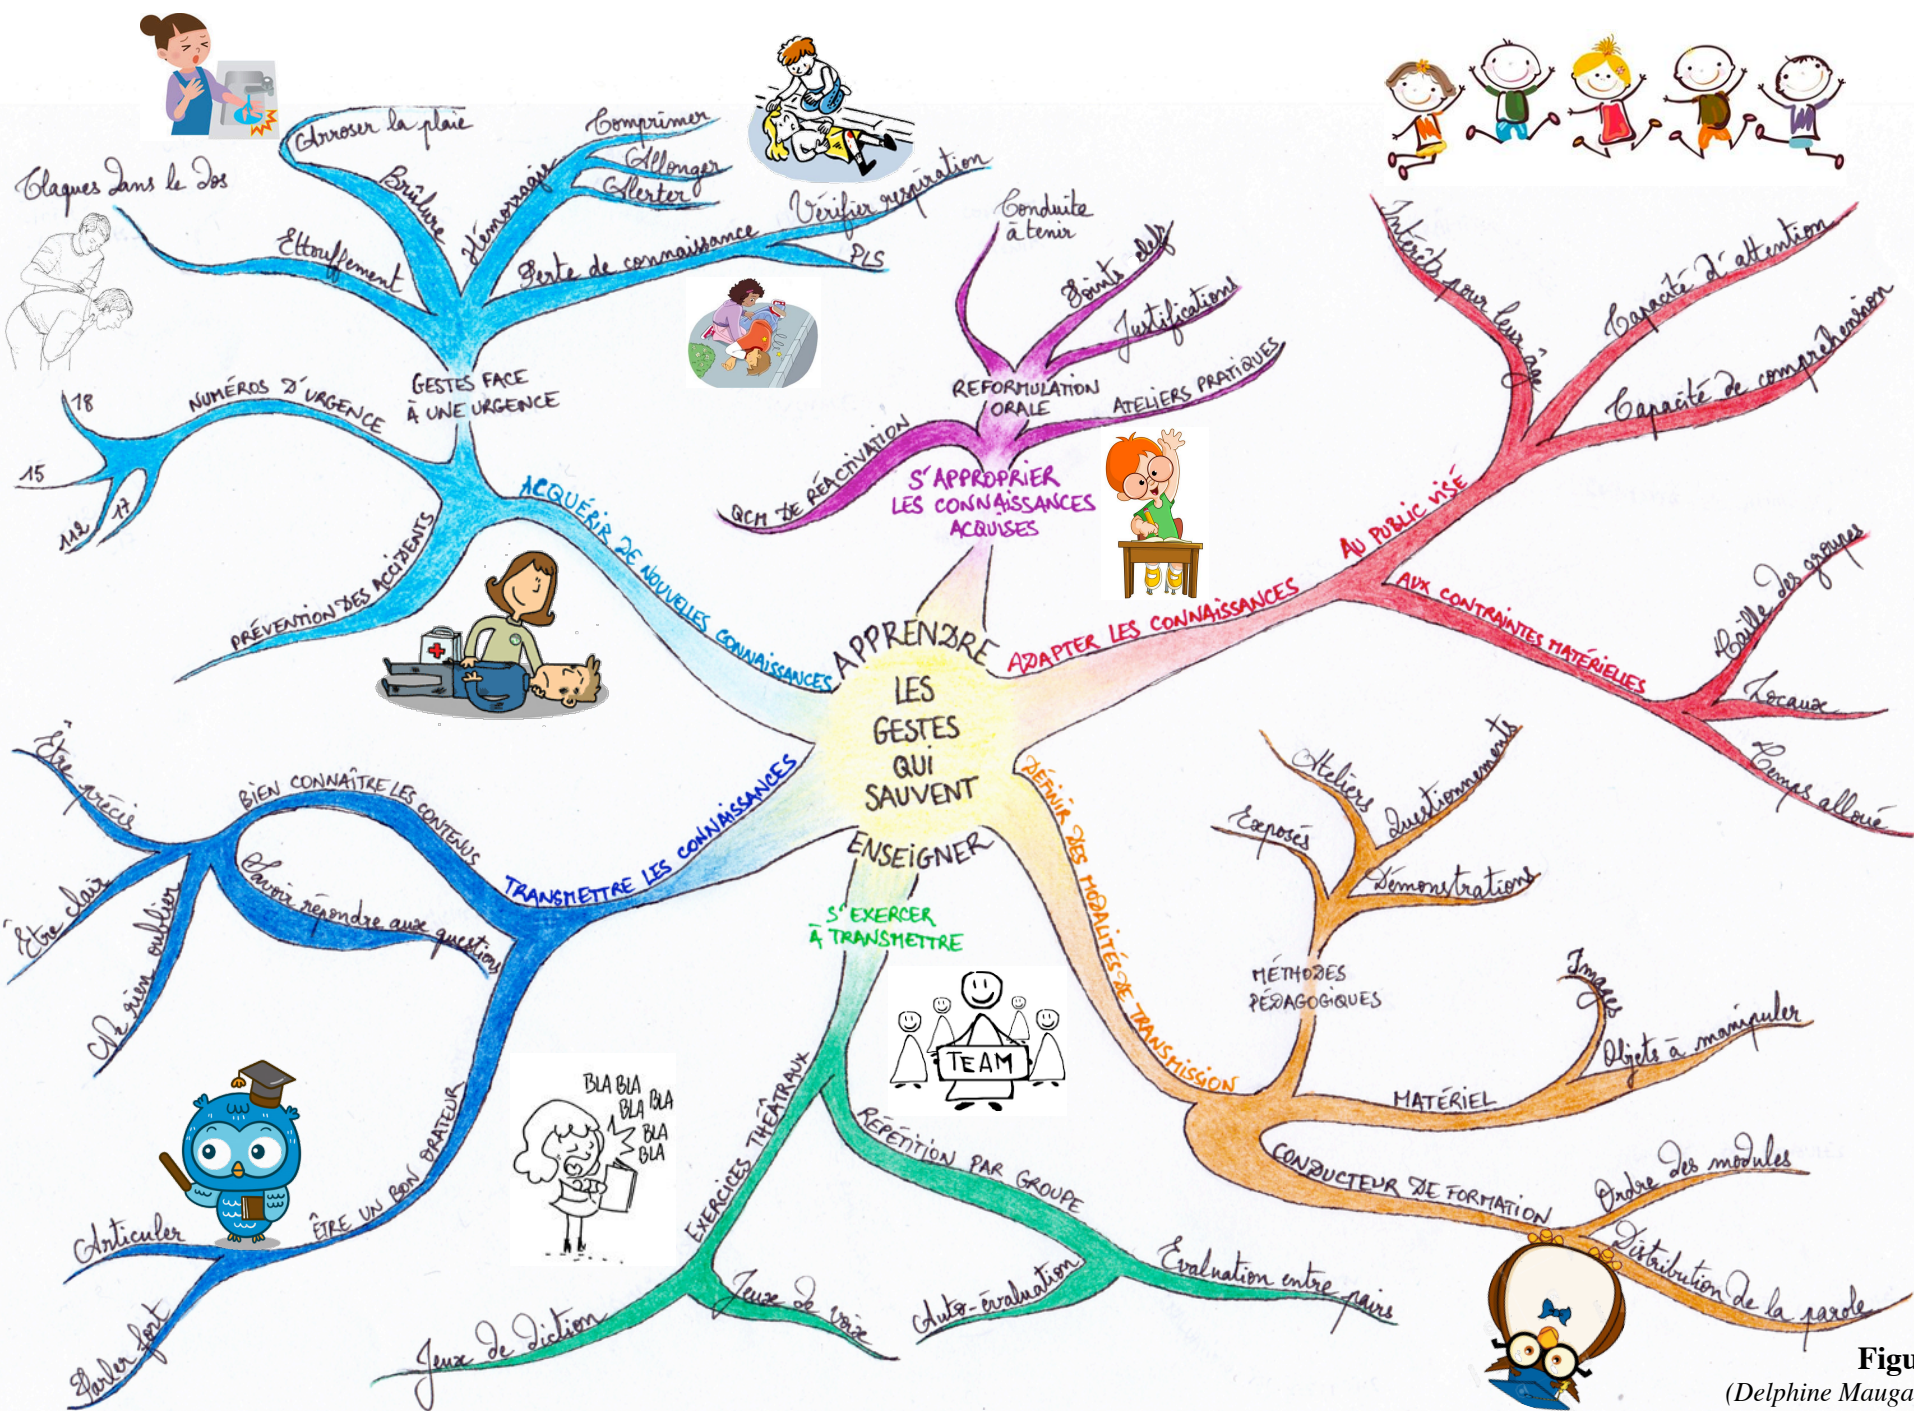 APPRENDRE
LES
GESTES
QUI
SAUVENT
ENSEIGNER
ACQUÉRIR DE NOUVELLES CONNAISSANCES
GESTES FACE
À UNE URGENCE
Claques dans le dos
Ettouffement
Arroser la plaie
Brûlure
Hémorragie
Comprimer
Allonger
Alerter
Perte de connaissance
Vérifier respiration
PLS
NUMÉROS D'URGENCE
18
15
112
17
PRÉVENTION DES ACCIDENTS
S'APPROPRIER
LES CONNAISSANCES
ACQUISES
REFORMULATION
ORALE
Conduite
à tenir
Points clefs
Justifications
ATELIERS PRATIQUES
QCM DE RÉACTIVATION
ADAPTER LES CONNAISSANCES
AU PUBLIC VISÉ
Intérêts pour leur âge
Capacité d'attention
Capacité de compréhension
AUX CONTRAINTES MATÉRIELLES
Taille des groupes
Locaux
Temps alloué
DÉFINIR DES MODALITÉS DE TRANSMISSION
MÉTHODES
PÉDAGOGIQUES
Exposés
Ateliers
Questionnements
Démonstrations
MATÉRIEL
Images
Objets à manipuler
CONDUCTEUR DE FORMATION
Ordre des modules
Distribution de la parole
S'EXERCER
À TRANSMETTRE
TEAM
EXERCICES THÉÂTRAUX
Jeux de diction
Jeux de voix
RÉPÉTITION PAR GROUPE
Auto-évaluation
Evaluation entre pairs
TRANSMETTRE LES CONNAISSANCES
BIEN CONNAÎTRE LES CONTENUS
Être précis
Être clair
Ne rien oublier
Savoir répondre aux questions
ÊTRE UN BON ORATEUR
Articuler
Parler fort
BLA BLA
BLA BLA
BLA
BLA
Figu
(Delphine Mauga